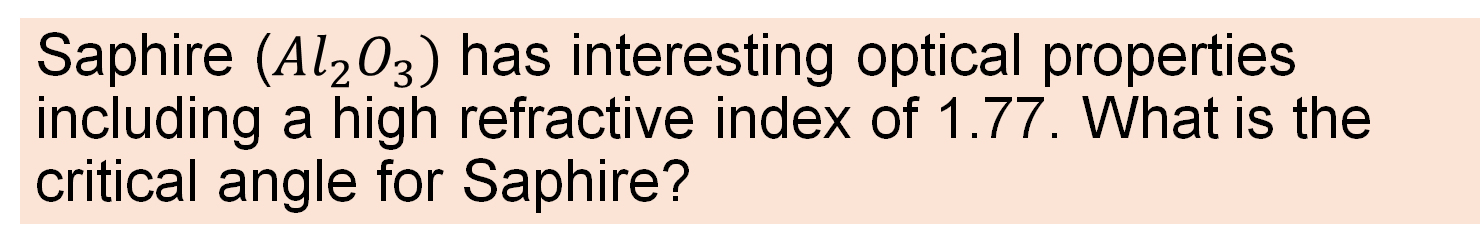 Saphire (𝐴𝑙₂𝑂₃) has interesting optical properties
including a high refractive index of 1.77. What is the
critical angle for Saphire?